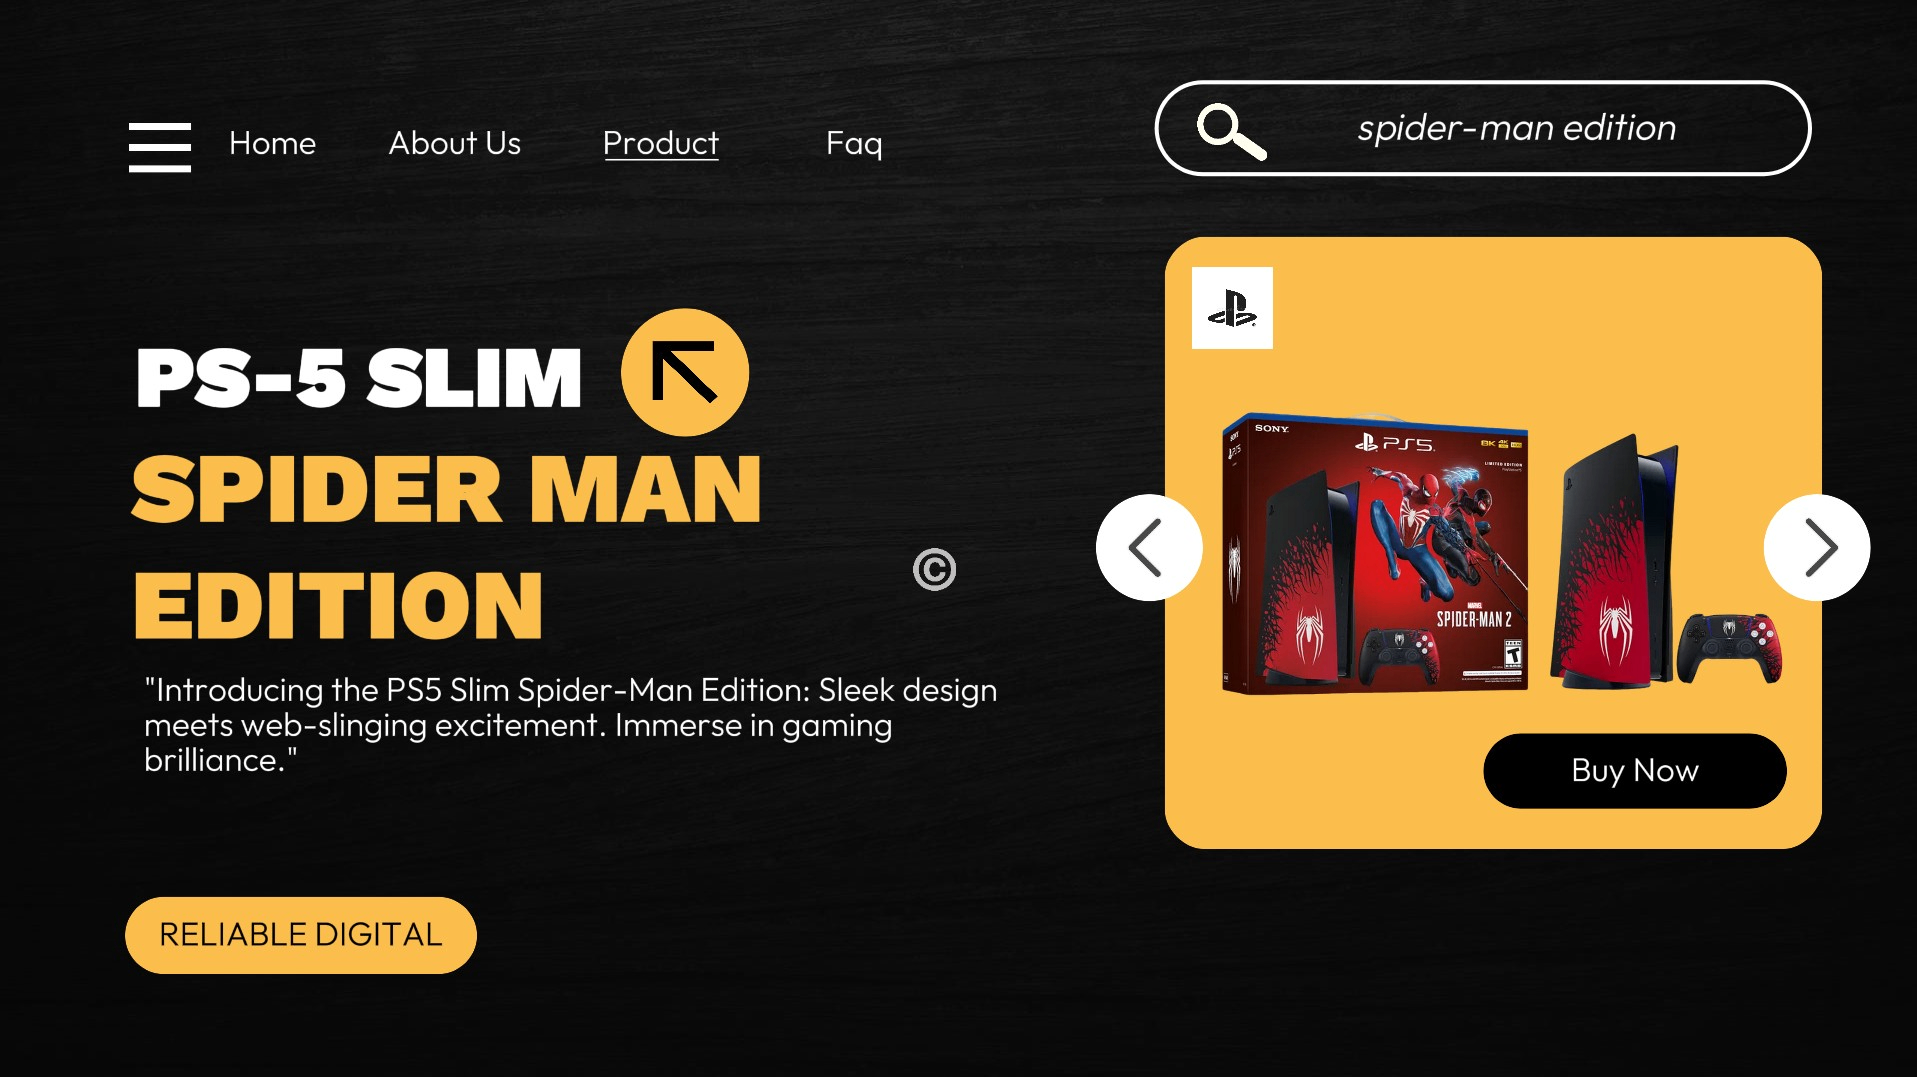 Home
About Us
Product
Faq
spider-man edition
PS-5 SLIM
SPIDER MAN
EDITION
"Introducing the PS5 Slim Spider-Man Edition: Sleek design
meets web-slinging excitement. Immerse in gaming
brilliance."
©
SONY
PS5
8K 4K
LIMITED EDITION
MARVEL
SPIDER-MAN 2
T
Buy Now
RELIABLE DIGITAL